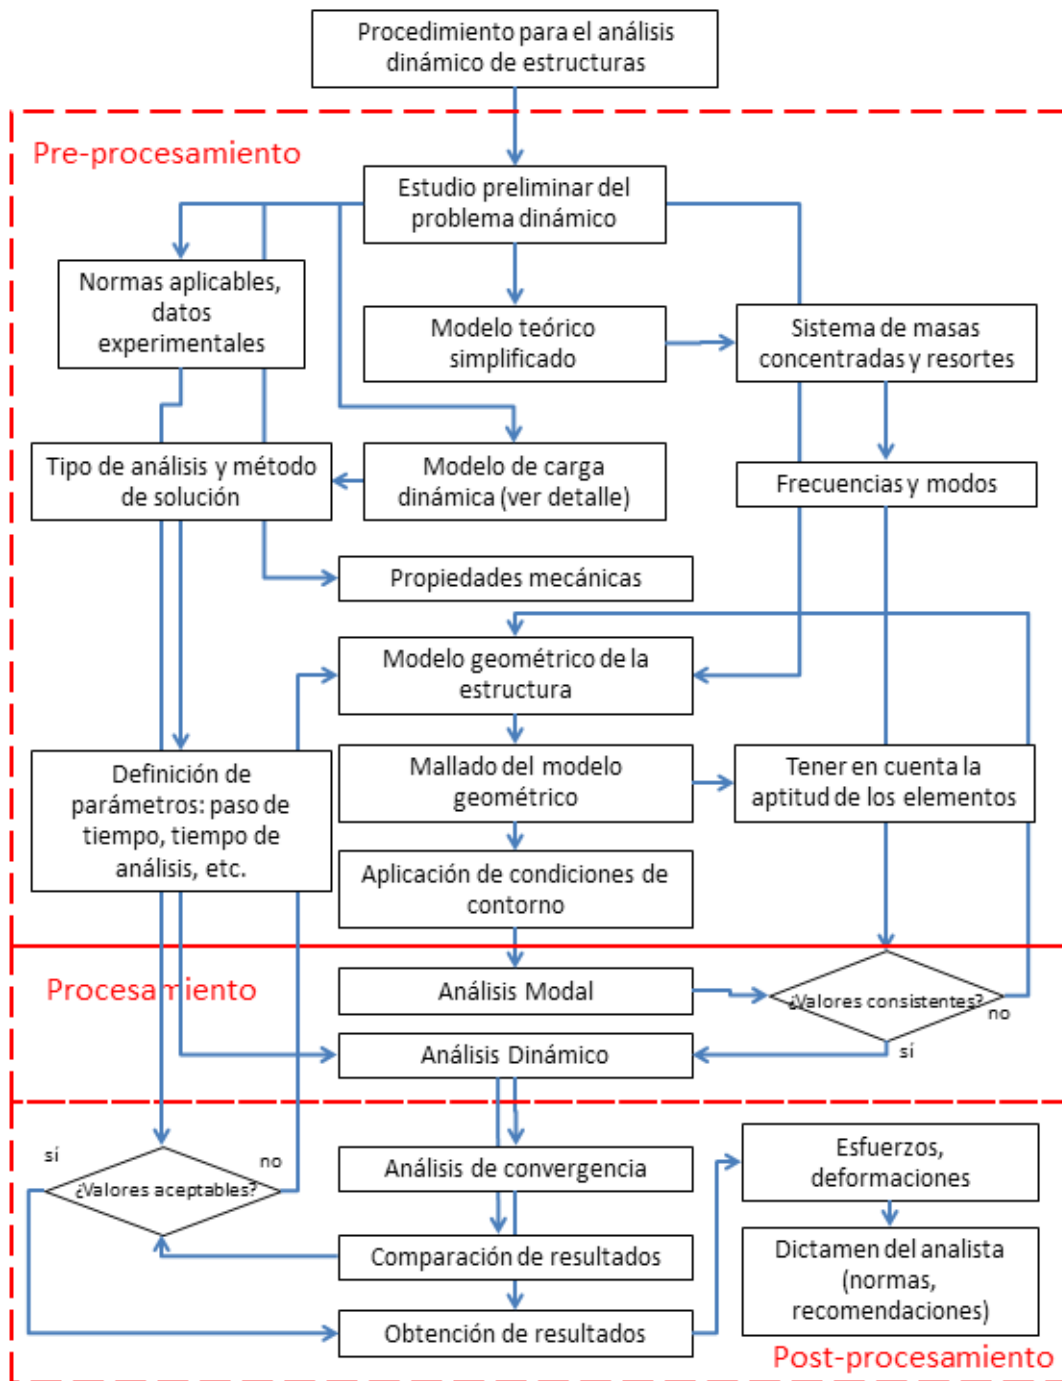 Procedimiento para el análisis
dinámico de estructuras
Pre-procesamiento
Estudio preliminar del
problema dinámico
Normas aplicables,
datos
experimentales
Modelo teórico
simplificado
Sistema de masas
concentradas y resortes
Tipo de análisis y método
de solución
Modelo de carga
dinámica (ver detalle)
Frecuencias y modos
Propiedades mecánicas
Modelo geométrico de la
estructura
Definición de
parámetros: paso de
tiempo, tiempo de
análisis, etc.
Mallado del modelo
geométrico
Tener en cuenta la
aptitud de los elementos
Aplicación de condiciones de
contorno
Procesamiento
Análisis Modal
¿Valores consistentes?
no
sí
Análisis Dinámico
sí
no
¿Valores aceptables?
Análisis de convergencia
Esfuerzos,
deformaciones
Comparación de resultados
Dictamen del analista
(normas,
recomendaciones)
Obtención de resultados
Post-procesamiento